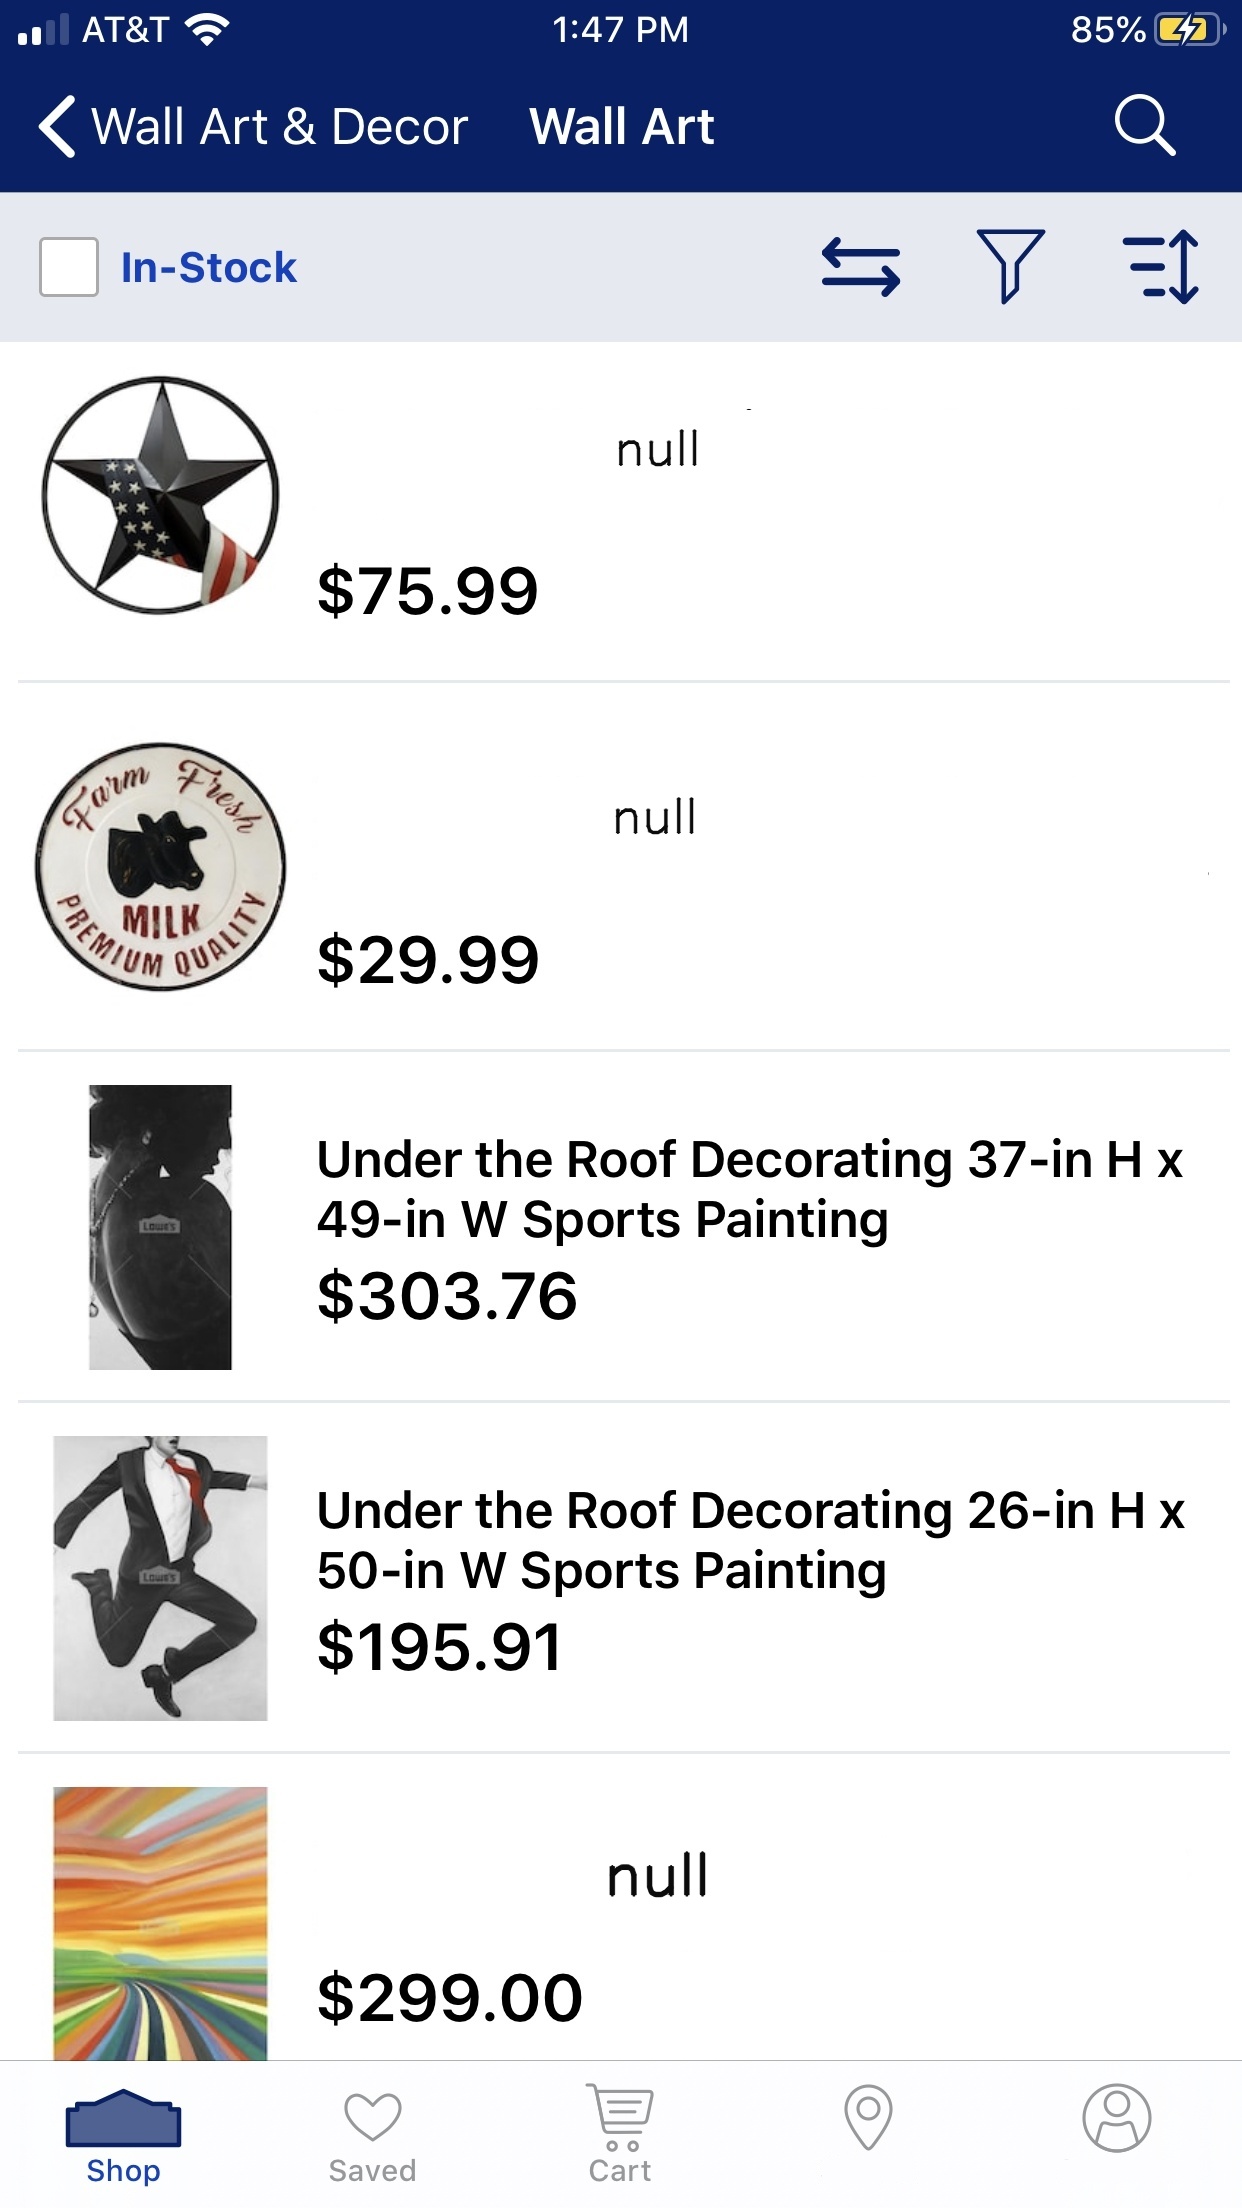 AT&T 1:47 PM 85%
Wall Art & Decor Wall Art
In-Stock
null
$75.99
Farm Fresh
MILK
PREMIUM QUALITY
null
$29.99
Under the Roof Decorating 37-in H x
49-in W Sports Painting
$303.76
LOWE'S
Under the Roof Decorating 26-in H x
50-in W Sports Painting
$195.91
LOWE'S
null
$299.00
Shop Saved Cart